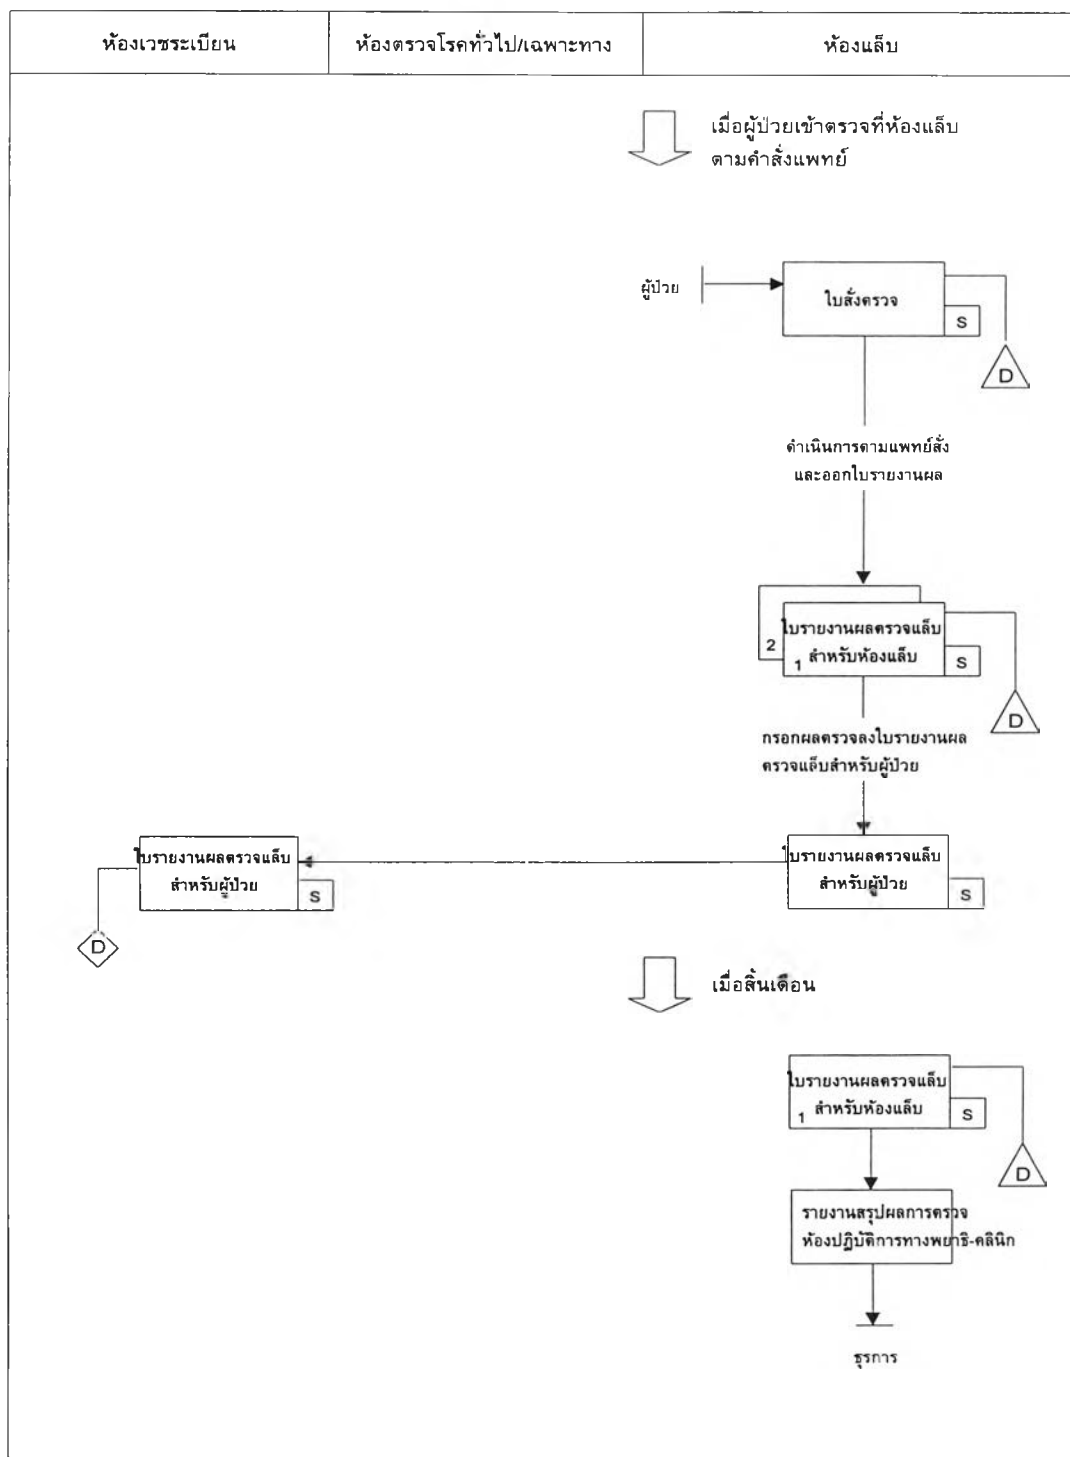 ห้องเวชระเบียน
ห้องตรวจโรคทั่วไป/เฉพาะทาง
ห้องแล็บ
เมื่อผู้ป่วยเข้าตรวจที่ห้องแล็บ
ตามคำสั่งแพทย์
ผู้ป่วย
ใบสั่งตรวจ
S
D
ดำเนินการตามแพทย์สั่ง
และออกใบรายงานผล
ใบรายงานผลตรวจแล็บ
2
1 สำหรับห้องแล็บ
S
D
กรอกผลตรวจลงใบรายงานผล
ตรวจแล็บสำหรับผู้ป่วย
ใบรายงานผลตรวจแล็บ
สำหรับผู้ป่วย
S
D
ใบรายงานผลตรวจแล็บ
สำหรับผู้ป่วย
S
เมื่อสิ้นเดือน
ใบรายงานผลตรวจแล็บ
1 สำหรับห้องแล็บ
S
D
รายงานสรุปผลการตรวจ
ห้องปฏิบัติการทางพยาธิ-คลินิก
ธุรการ